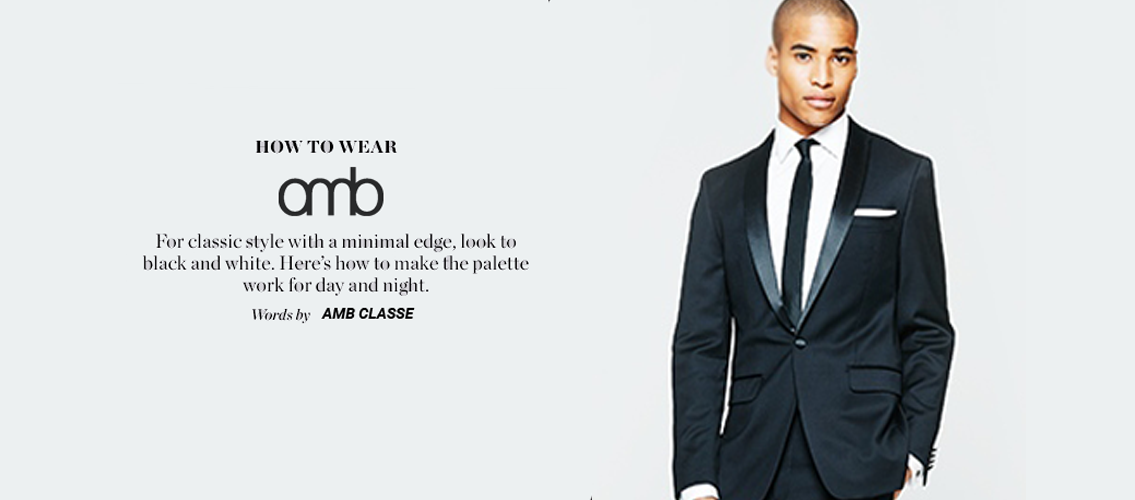 HOW TO WEAR
amb
For classic style with a minimal edge, look to
black and white. Here's how to make the palette
work for day and night.
Words by AMB CLASSE